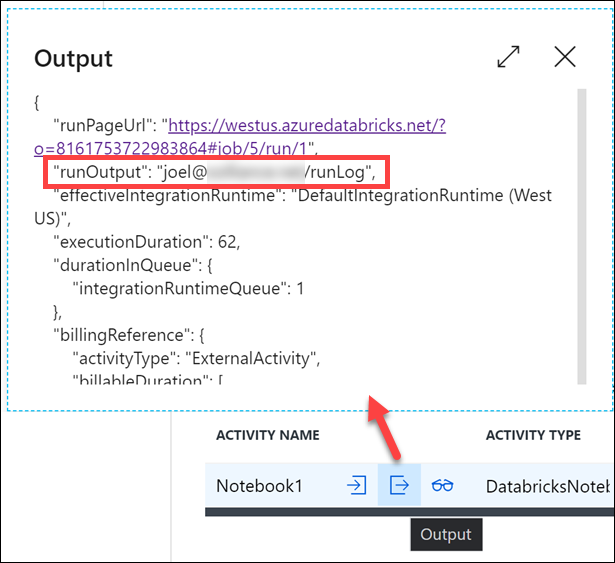 Output
{
"runPageUrl": "https://westus.azuredatabricks.net/?
o=8161753722983864#job/5/run/1",
"runOutput": "joel@ /runLog",
"effectiveIntegrationRuntime": "DefaultIntegrationRuntime (West
US)",
"executionDuration": 62,
"durationInQueue": {
"integrationRuntimeQueue": 1
},
"billingReference": {
"activityType": "ExternalActivity",
"billableDuration": [
ACTIVITY NAME ACTIVITY TYPE
Notebook1 DatabricksNoteb
Output